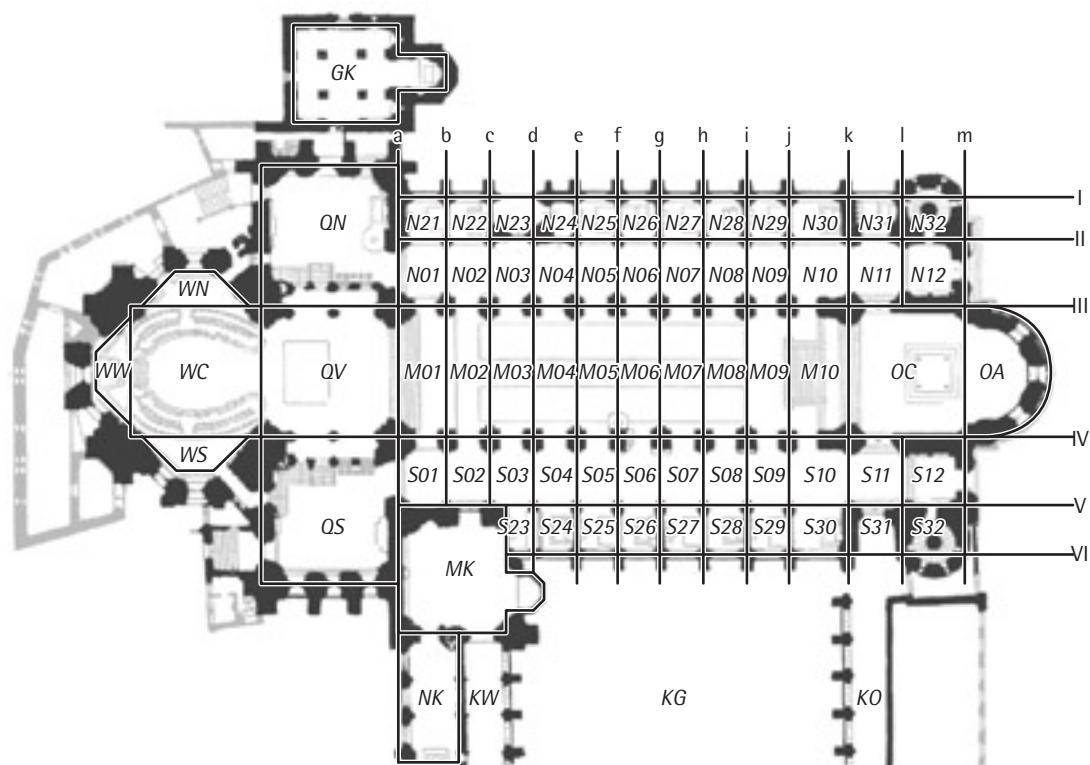 GK
a b c d e f g h i j k l m
I
N21 N22 N23 N24 N25 N26 N27 N28 N29 N30 N31 N32
QN
II
WN N01 N02 N03 N04 N05 N06 N07 N08 N09 N10 N11 N12
III
WW WC QV M01 M02 M03 M04 M05 M06 M07 M08 M09 M10 OC OA
IV
WS S01 S02 S03 S04 S05 S06 S07 S08 S09 S10 S11 S12
V
QS S23 S24 S25 S26 S27 S28 S29 S30 S31 S32
VI
MK
NK KW KG KO